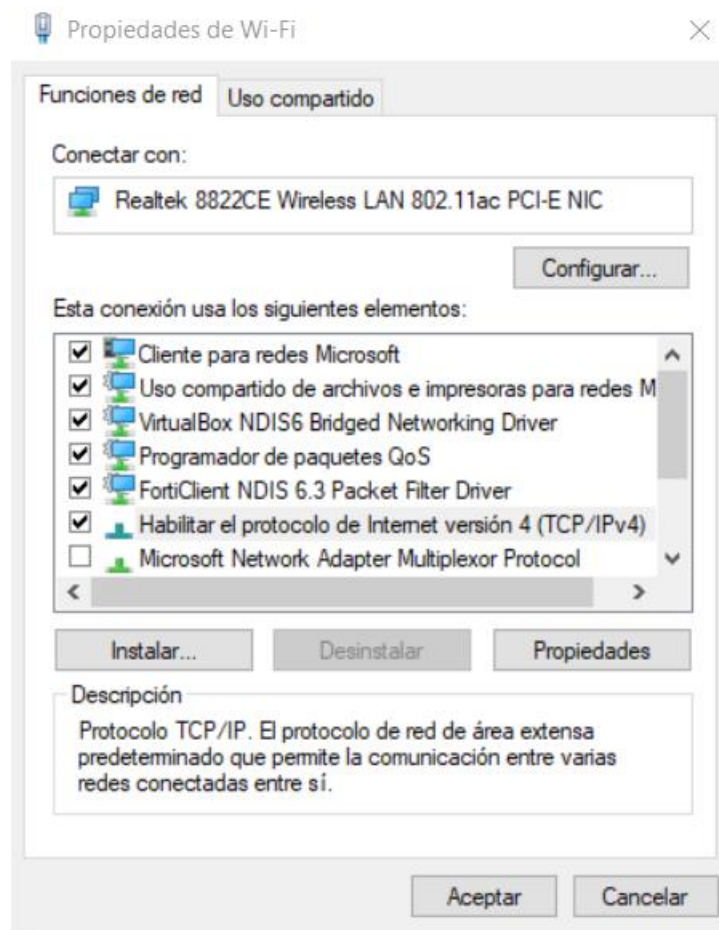 Propiedades de Wi-Fi
Funciones de red
Uso compartido
Conectar con:
Realtek 8822CE Wireless LAN 802.11ac PCI-E NIC
Configurar...
Esta conexión usa los siguientes elementos:
Cliente para redes Microsoft
Uso compartido de archivos e impresoras para redes M
VirtualBox NDIS6 Bridged Networking Driver
Programador de paquetes QoS
FortiClient NDIS 6.3 Packet Filter Driver
Habilitar el protocolo de Internet versión 4 (TCP/IPv4)
Microsoft Network Adapter Multiplexor Protocol
Instalar...
Desinstalar
Propiedades
Descripción
Protocolo TCP/IP. El protocolo de red de área extensa
predeterminado que permite la comunicación entre varias
redes conectadas entre sí.
Aceptar
Cancelar